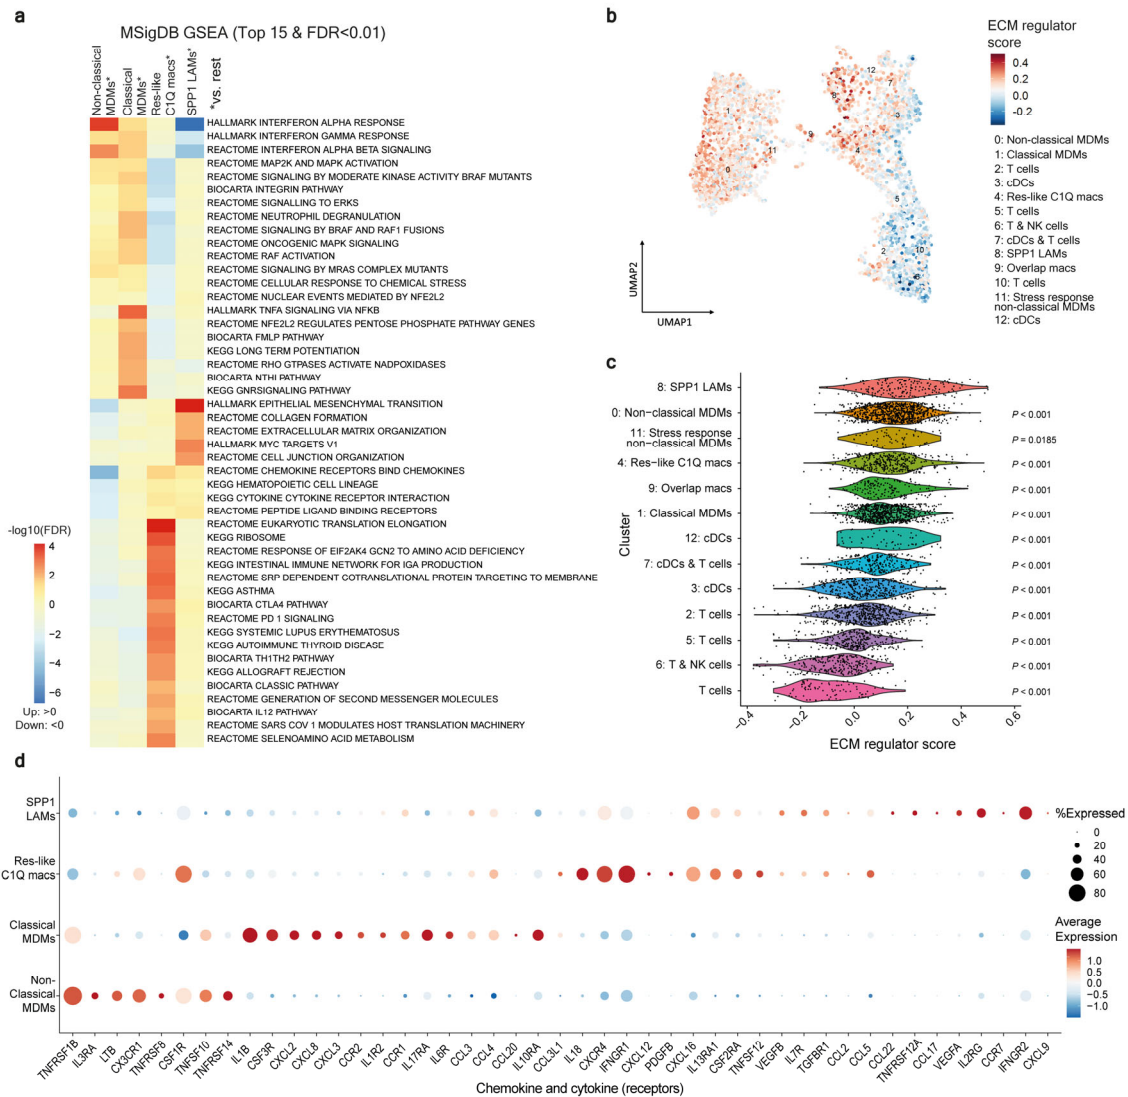 a
MSigDB GSEA (Top 15 & FDR<0.01)
Non-classical
MDMs*
Classical
MDMs*
Res-like
C1Q macs*
SPP1 LAMs*
*vs. rest
HALLMARK INTERFERON ALPHA RESPONSE
HALLMARK INTERFERON GAMMA RESPONSE
REACTOME INTERFERON ALPHA BETA SIGNALING
REACTOME MAP2K AND MAPK ACTIVATION
REACTOME SIGNALING BY MODERATE KINASE ACTIVITY BRAF MUTANTS
BIOCARTA INTEGRIN PATHWAY
REACTOME SIGNALLING TO ERKS
REACTOME NEUTROPHIL DEGRANULATION
REACTOME SIGNALING BY BRAF AND RAF1 FUSIONS
REACTOME ONCOGENIC MAPK SIGNALING
REACTOME RAF ACTIVATION
REACTOME SIGNALING BY MRAS COMPLEX MUTANTS
REACTOME CELLULAR RESPONSE TO CHEMICAL STRESS
REACTOME NUCLEAR EVENTS MEDIATED BY NFE2L2
HALLMARK TNFA SIGNALING VIA NFKB
REACTOME NFE2L2 REGULATES PENTOSE PHOSPHATE PATHWAY GENES
BIOCARTA FMLP PATHWAY
KEGG LONG TERM POTENTIATION
REACTOME RHO GTPASES ACTIVATE NADPOXIDASES
BIOCARTA NTHI PATHWAY
KEGG GNRSIGNALING PATHWAY
HALLMARK EPITHELIAL MESENCHYMAL TRANSITION
REACTOME COLLAGEN FORMATION
REACTOME EXTRACELLULAR MATRIX ORGANIZATION
HALLMARK MYC TARGETS V1
REACTOME CELL JUNCTION ORGANIZATION
REACTOME CHEMOKINE RECEPTORS BIND CHEMOKINES
KEGG HEMATOPOIETIC CELL LINEAGE
KEGG CYTOKINE CYTOKINE RECEPTOR INTERACTION
REACTOME PEPTIDE LIGAND BINDING RECEPTORS
REACTOME EUKARYOTIC TRANSLATION ELONGATION
KEGG RIBOSOME
REACTOME RESPONSE OF EIF2AK4 GCN2 TO AMINO ACID DEFICIENCY
KEGG INTESTINAL IMMUNE NETWORK FOR IGA PRODUCTION
REACTOME SRP DEPENDENT COTRANSLATIONAL PROTEIN TARGETING TO MEMBRANE
KEGG ASTHMA
BIOCARTA CTLA4 PATHWAY
REACTOME PD 1 SIGNALING
KEGG SYSTEMIC LUPUS ERYTHEMATOSUS
KEGG AUTOIMMUNE THYROID DISEASE
BIOCARTA TH1TH2 PATHWAY
KEGG ALLOGRAFT REJECTION
BIOCARTA CLASSIC PATHWAY
REACTOME GENERATION OF SECOND MESSENGER MOLECULES
BIOCARTA IL12 PATHWAY
REACTOME SARS COV 1 MODULATES HOST TRANSLATION MACHINERY
REACTOME SELENOAMINO ACID METABOLISM
-log10(FDR)
4
2
0
−2
−4
−6
Up: >0
Down: <0
b
ECM regulator
score
0.4
0.2
0.0
-0.2
1
0
11
9
8
12
7
3
4
5
2
10
6
UMAP2
UMAP1
0: Non-classical MDMs
1: Classical MDMs
2: T cells
3: cDCs
4: Res-like C1Q macs
5: T cells
6: T & NK cells
7: cDCs & T cells
8: SPP1 LAMs
9: Overlap macs
10: T cells
11: Stress response
non-classical MDMs
12: cDCs
c
Cluster
8: SPP1 LAMs
0: Non−classical MDMs P < 0.001
11: Stress response
non−classical MDMs P = 0.0185
4: Res−like C1Q macs P < 0.001
9: Overlap macs P < 0.001
1: Classical MDMs P < 0.001
12: cDCs P < 0.001
7: cDCs & T cells P < 0.001
3: cDCs P < 0.001
2: T cells P < 0.001
5: T cells P < 0.001
6: T & NK cells P < 0.001
T cells P < 0.001
−0.4 −0.2 0.0 0.2 0.4 0.6
ECM regulator score
d
SPP1
LAMs
Res-like
C1Q macs
Classical
MDMs
Non-
Classical
MDMs
TNFRSF1B IL3RA LTB CX3CR1 TNFRSF8 CSF1R TNFSF10 TNFRSF14 IL1B CSF3R CXCL2 CXCL8 CXCL3 CCR2 IL1R2 CCR1 IL17RA IL6R CCL3 CCL4 CCL20 IL10RA CCL3L1 IL18 CXCR4 IFNGR1 CXCL12 PDGFB CXCL16 IL13RA1 CSF2RA TNFSF12 VEGFB IL7R TGFBR1 CCL2 CCL5 CCL22 TNFRSF12A CCL17 VEGFA IL2RG CCR7 IFNGR2 CXCL9
Chemokine and cytokine (receptors)
%Expressed
0
20
40
60
80
Average
Expression
1.0
0.5
0.0
−0.5
−1.0